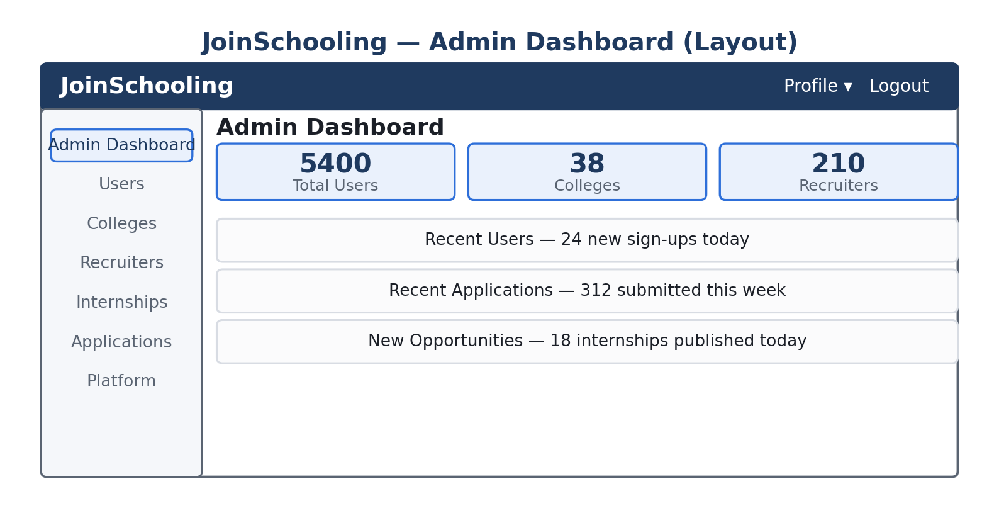 JoinSchooling — Admin Dashboard (Layout)
JoinSchooling
Profile ▾ Logout
Admin Dashboard
Users
Colleges
Recruiters
Internships
Applications
Platform
Admin Dashboard
5400
Total Users
38
Colleges
210
Recruiters
Recent Users — 24 new sign-ups today
Recent Applications — 312 submitted this week
New Opportunities — 18 internships published today